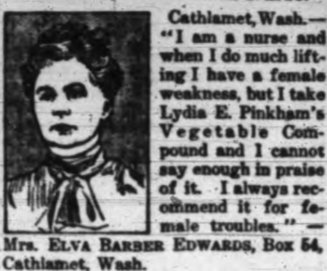 Cathlamet, Wash.—
"I am a nurse and
when I do much lift-
ing I have a female
weakness, but I take
Lydia E. Pinkham's
Vegetable Com-
pound and I cannot
say enough in praise
of it. I always rec-
ommend it for fe-
male troubles." —
Mrs. ELVA BARBER EDWARDS, Box 54,
Cathlamet, Wash.